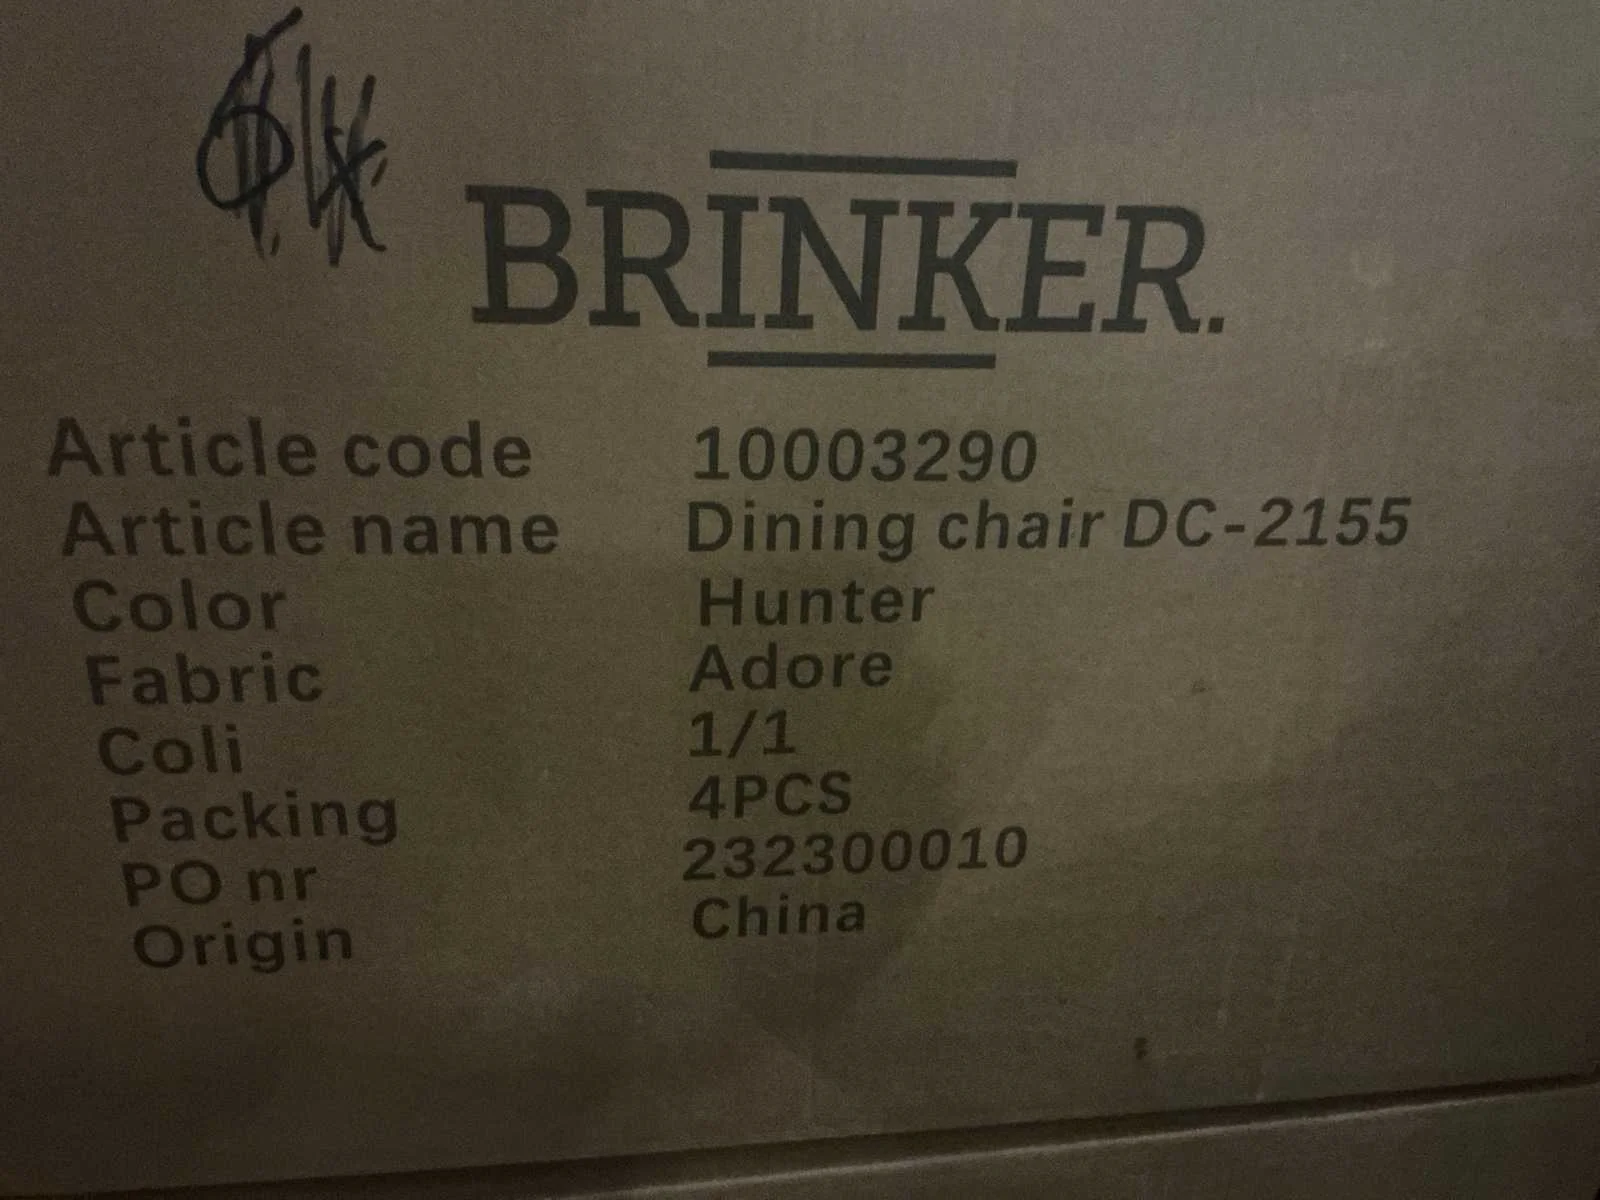 BRINKER.
Article code 10003290
Article name Dining chair DC-2155
Color Hunter
Fabric Adore
Coli 1/1
Packing 4PCS
PO nr 232300010
Origin China